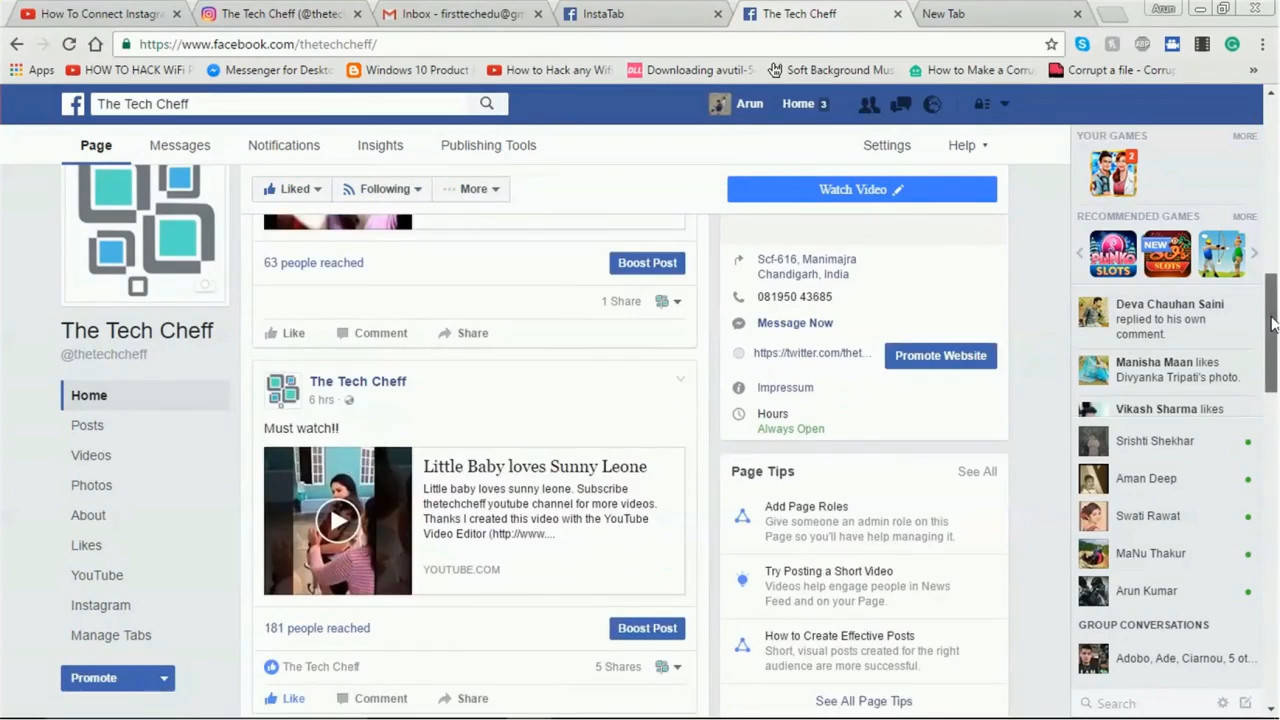 How To Connect Instagr
The Tech Cheff (@thetec
Inbox - firsttechedu@gm
InstaTab
The Tech Cheff
New Tab
Arun
https://www.facebook.com/thetechcheff/
Apps
HOW TO HACK WiFi P
Messenger for Deskto
Windows 10 Product
How to Hack any Wifi
Downloading avutil-5
Soft Background Mus
How to Make a Corru
Corrupt a file - Corrup
The Tech Cheff
Arun
Home 3
Page
Messages
Notifications
Insights
Publishing Tools
Settings
Help
Liked
Following
More
Watch Video
63 people reached
Boost Post
1 Share
Like
Comment
Share
The Tech Cheff
@thetechcheff
Home
Posts
Videos
Photos
About
Likes
YouTube
Instagram
Manage Tabs
Promote
The Tech Cheff
6 hrs
Must watch!!
Little Baby loves Sunny Leone
Little baby loves sunny leone. Subscribe
thetechcheff youtube channel for more videos.
Thanks I created this video with the YouTube
Video Editor (http://www....
YOUTUBE.COM
181 people reached
Boost Post
The Tech Cheff
5 Shares
Like
Comment
Share
Scf-616, Manimajra
Chandigarh, India
081950 43685
Message Now
https://twitter.com/thet...
Promote Website
Impressum
Hours
Always Open
Page Tips
See All
Add Page Roles
Give someone an admin role on this
Page so you'll have help managing it.
Try Posting a Short Video
Videos help engage people in News
Feed and on your Page.
How to Create Effective Posts
Short, visual posts created for the right
audience are more successful.
See All Page Tips
YOUR GAMES
MORE
2
RECOMMENDED GAMES
MORE
PLINKO
SLOTS
NEW
SLOTS
Deva Chauhan Saini
replied to his own
comment.
Manisha Maan likes
Divyanka Tripati's photo.
Vikash Sharma likes
Srishti Shekhar
Aman Deep
Swati Rawat
MaNu Thakur
Arun Kumar
GROUP CONVERSATIONS
Adobo, Ade, Ciarnou, 5 ot...
Search